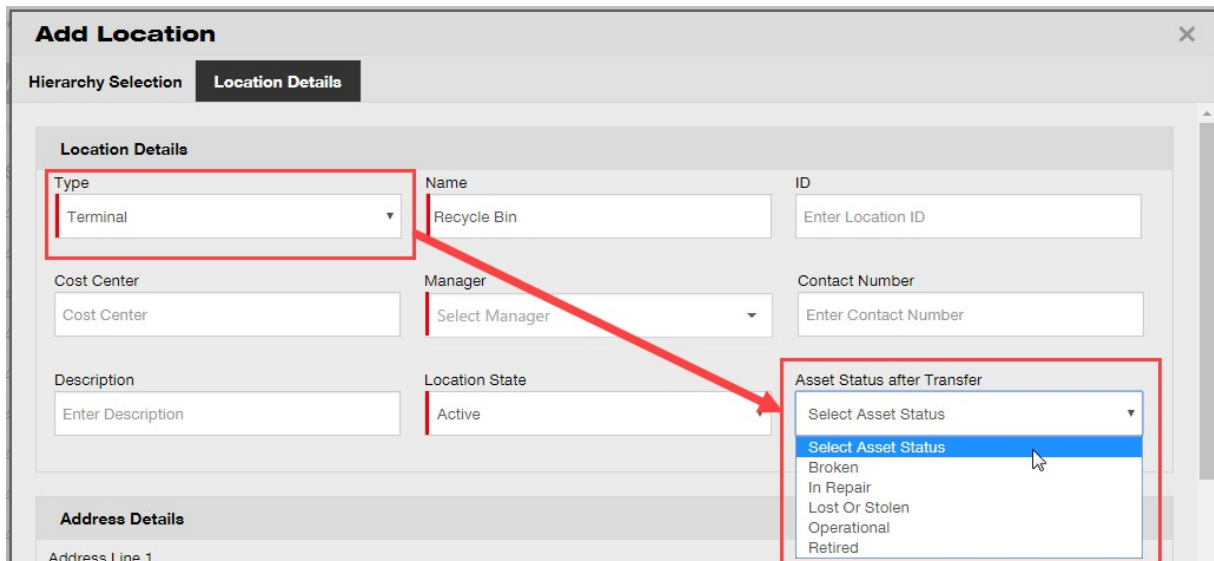 Add Location
×
Hierarchy Selection Location Details
Location Details
Type Name ID
Terminal Recycle Bin Enter Location ID
Cost Center Manager Contact Number
Cost Center Select Manager Enter Contact Number
Description Location State Asset Status after Transfer
Enter Description Active Select Asset Status
Select Asset Status
Broken
In Repair
Lost Or Stolen
Operational
Retired
Address Details
Address Line 1